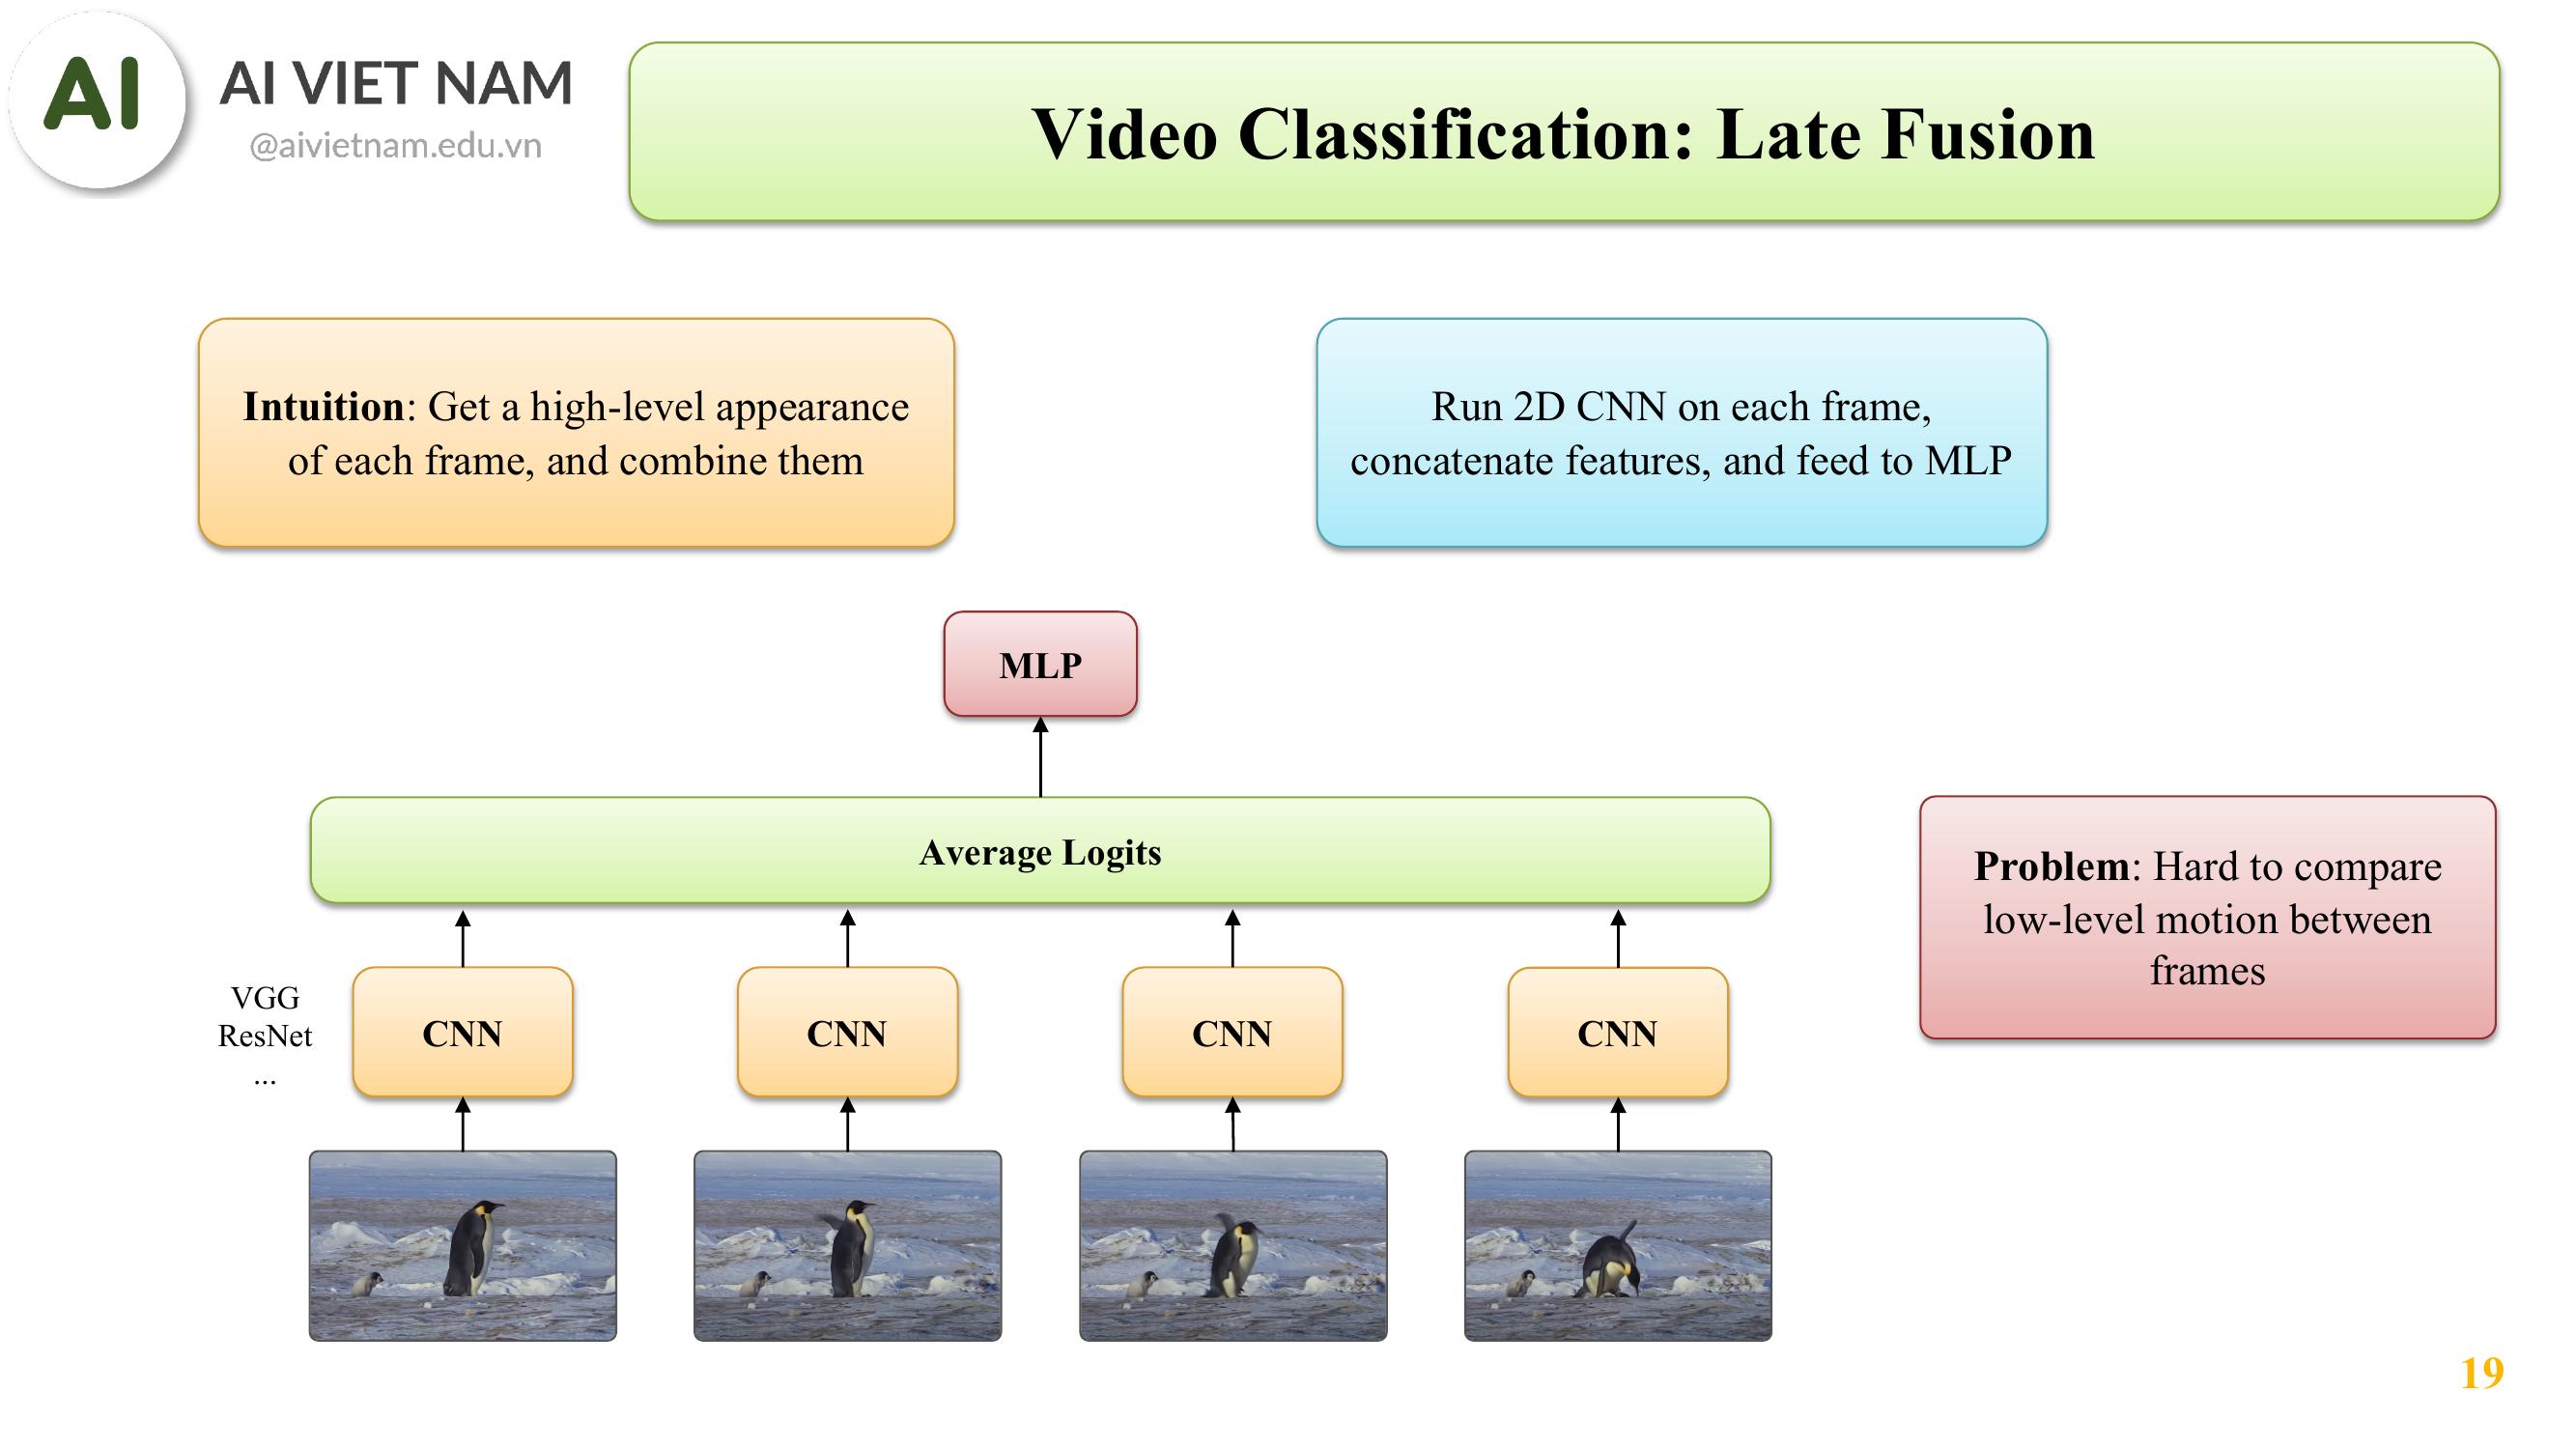 AI
AI VIET NAM
@aivietnam.edu.vn
Video Classification: Late Fusion
Intuition: Get a high-level appearance
of each frame, and combine them
Run 2D CNN on each frame,
concatenate features, and feed to MLP
MLP
Average Logits
Problem: Hard to compare
low-level motion between
frames
VGG
ResNet
...
CNN
CNN
CNN
CNN
19